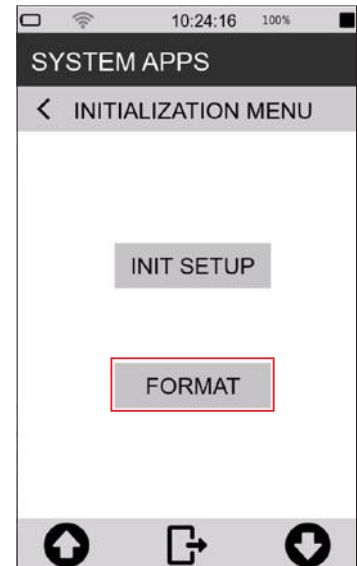 10:24:16 100%
SYSTEM APPS
INITIALIZATION MENU
INIT SETUP
FORMAT